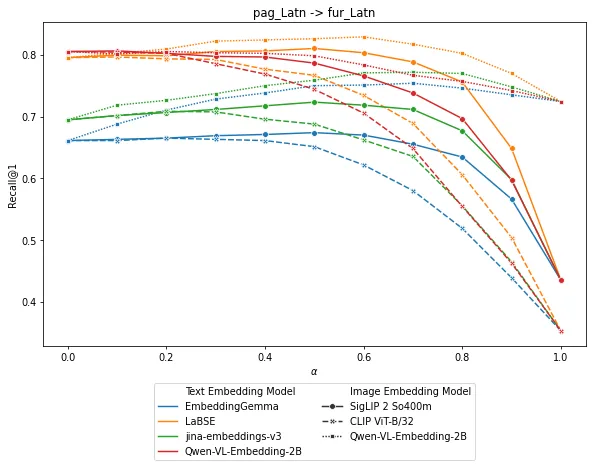 pag_Latn -> fur_Latn
Recall@1
0.8
0.7
0.6
0.5
0.4
0.0 0.2 0.4 0.6 0.8 1.0
α
Text Embedding Model
EmbeddingGemma
LaBSE
jina-embeddings-v3
Qwen-VL-Embedding-2B
Image Embedding Model
SigLIP 2 So400m
CLIP ViT-B/32
Qwen-VL-Embedding-2B